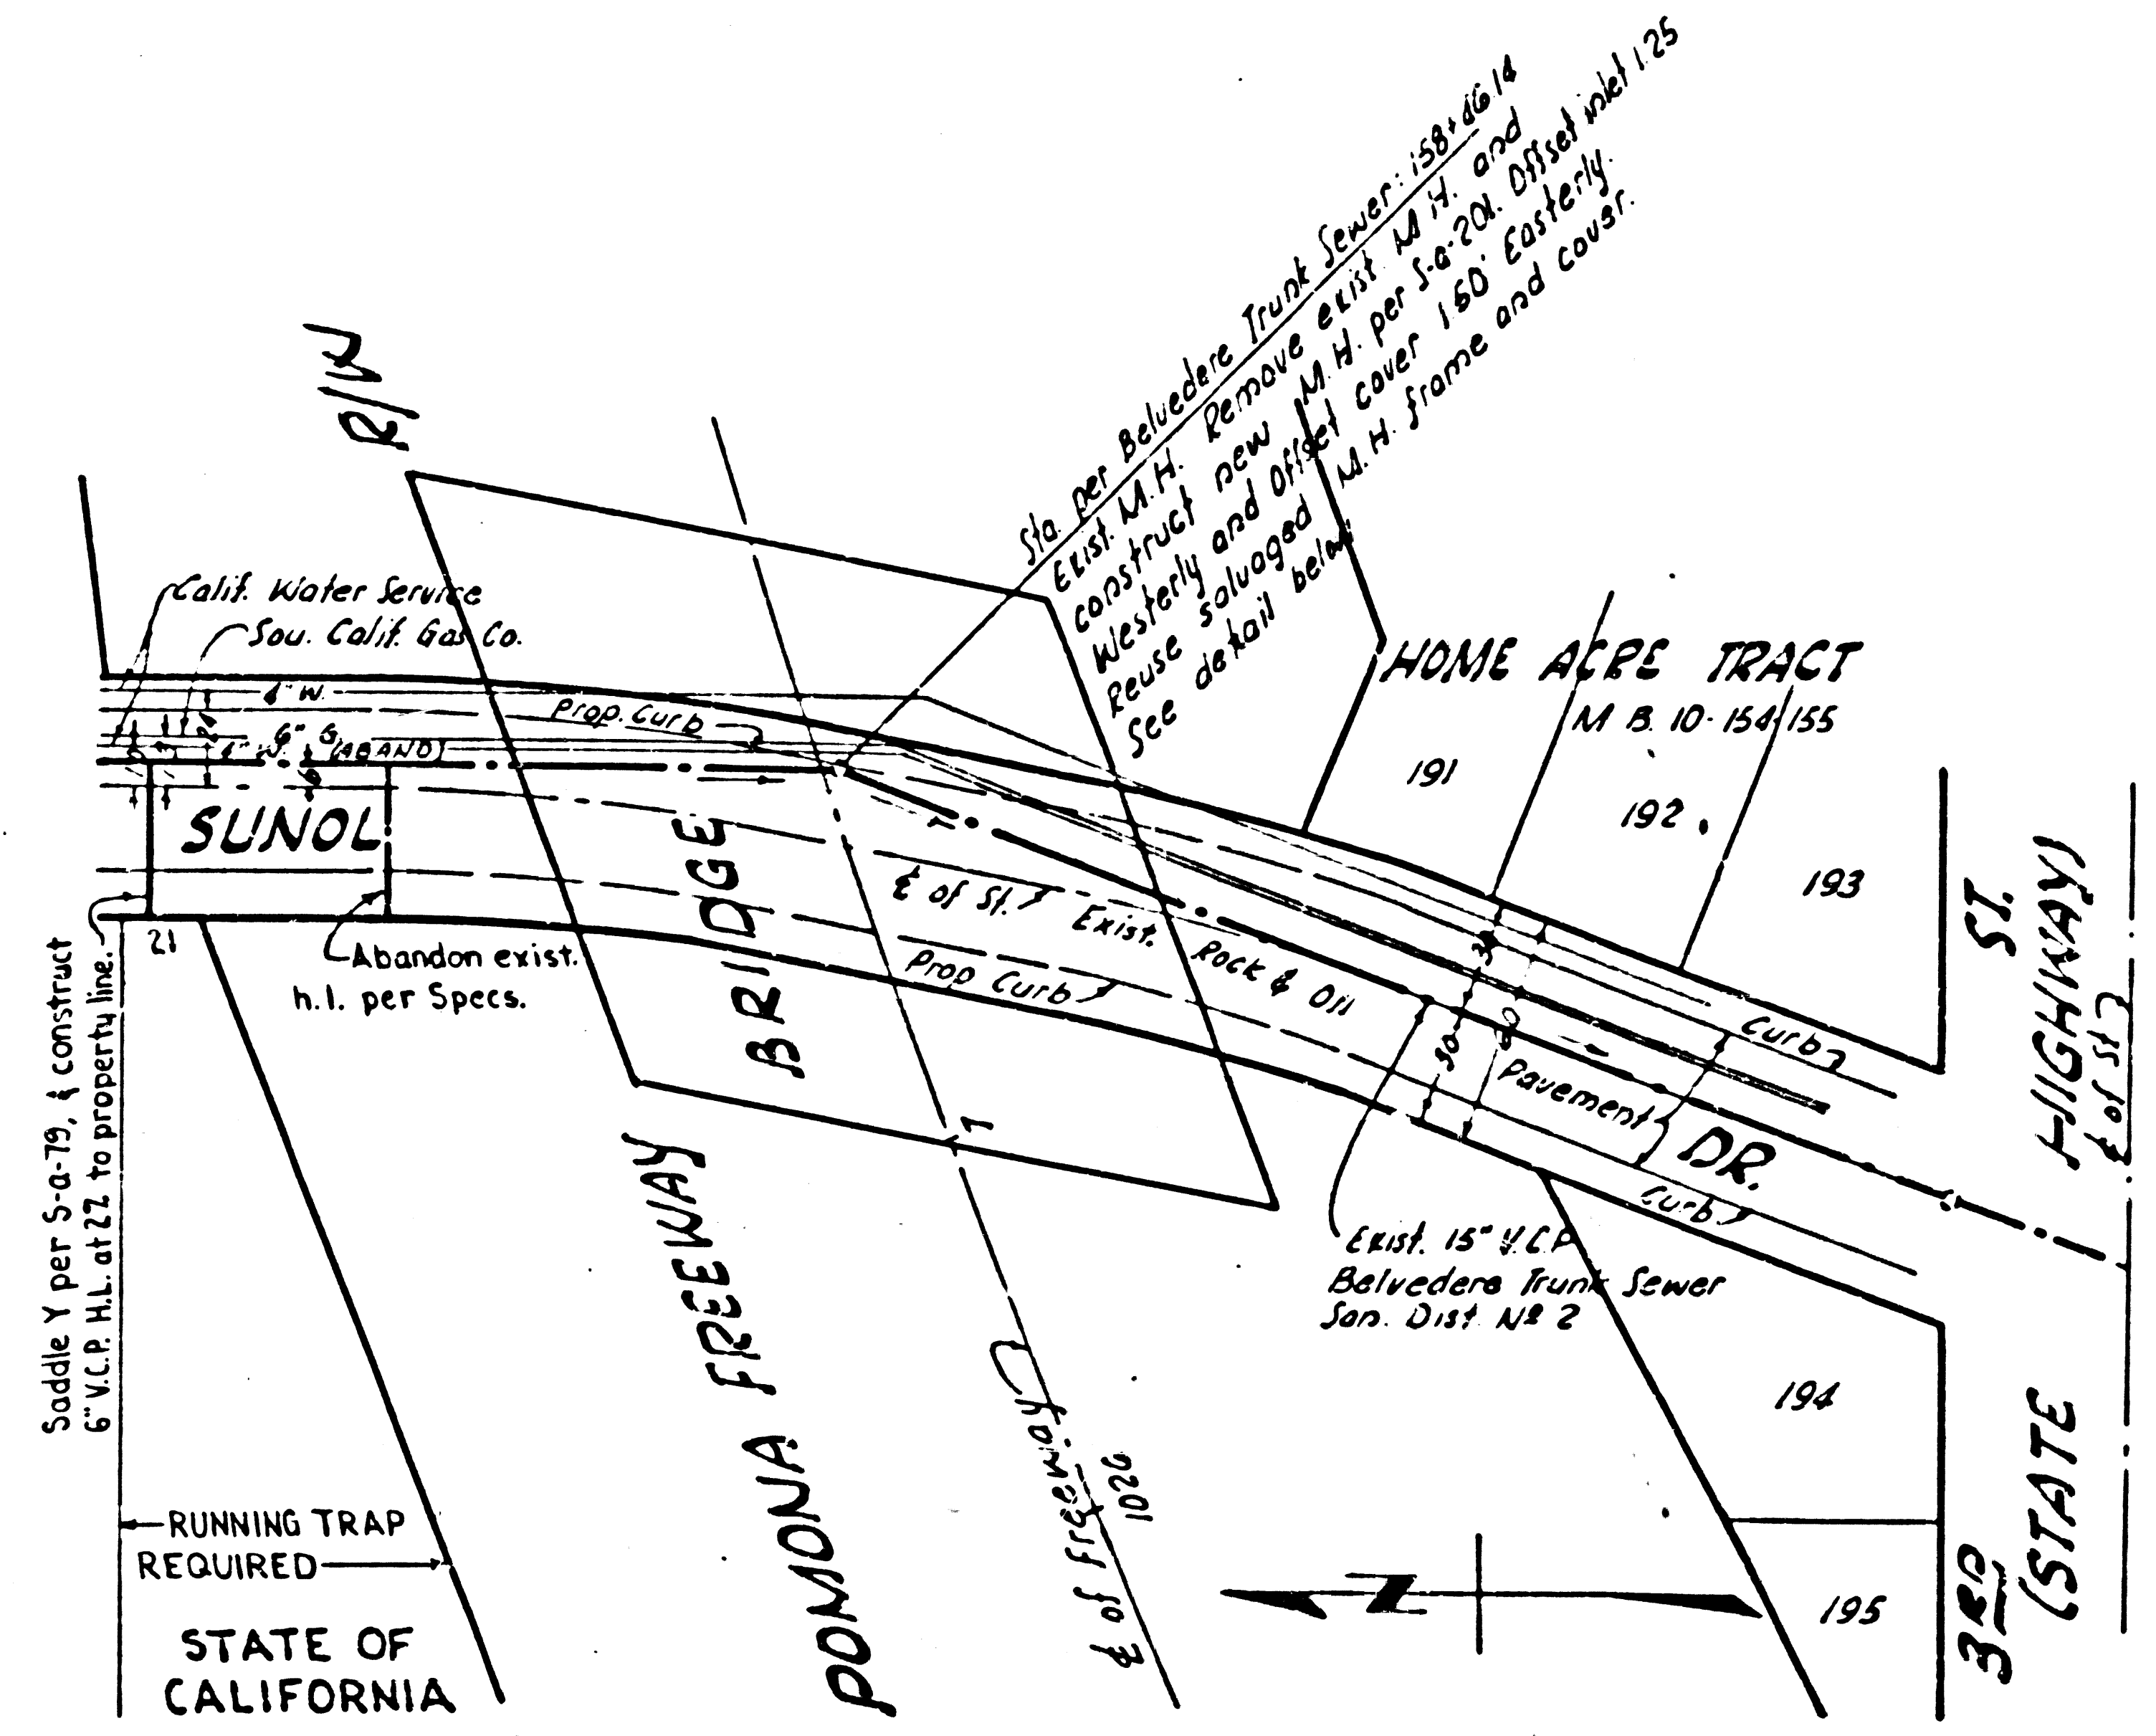 R/W
Sta. per Belvedere Trunk Sewer: 158+46.14
Exist. M.H. Remove exist M.H. and
construct new M.H. per S-a-201. Offset inlet 1.25
Westerly and Offset cover 1.50' Easterly.
Reuse salvaged M.H. frame and cover.
See detail below
Calif. Water Service
Sou. Calif. Gas Co.
HOME ACRE TRACT
M B. 10-154/155
6" G
(ABAND)
Prop. Curb
191
192
193
SUNOL
BRIDGE
℄ of St.
Exist.
Rock & Oil
Prop Curb
21
Abandon exist.
h.l. per Specs.
Saddle Y per S-a-79, & construct
6" V.C.P. H.L. at 22 to property line.
30
Pavement
Curb
DR.
Curb
Exist. 15" V.C.P.
Belvedere Trunk Sewer
San. Dist. Nº 2
POMONA FREEWAY
7
℄ of Freeway
1026
194
195
RUNNING TRAP
REQUIRED
STATE OF
CALIFORNIA
N
3RD ST.
(STATE HIGHWAY)
℄ of St.